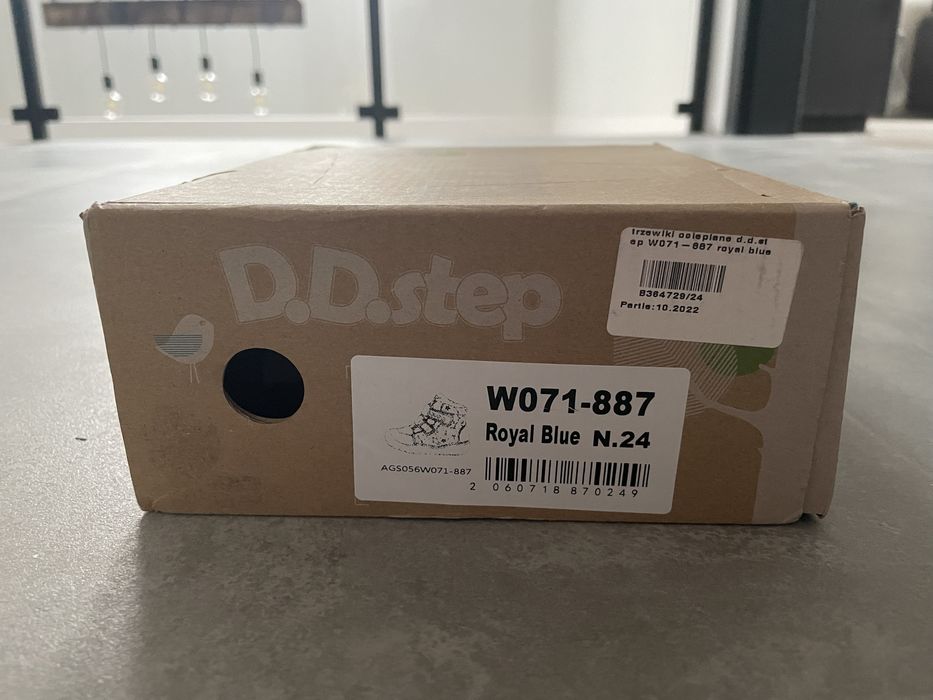 D.D.step
trzewiki ocieplane d.d.st
ep W071-887 royal blue
B364729/24
Partia:10.2022
W071-887
Royal Blue N.24
AGS056W071-887
2 060718 870249